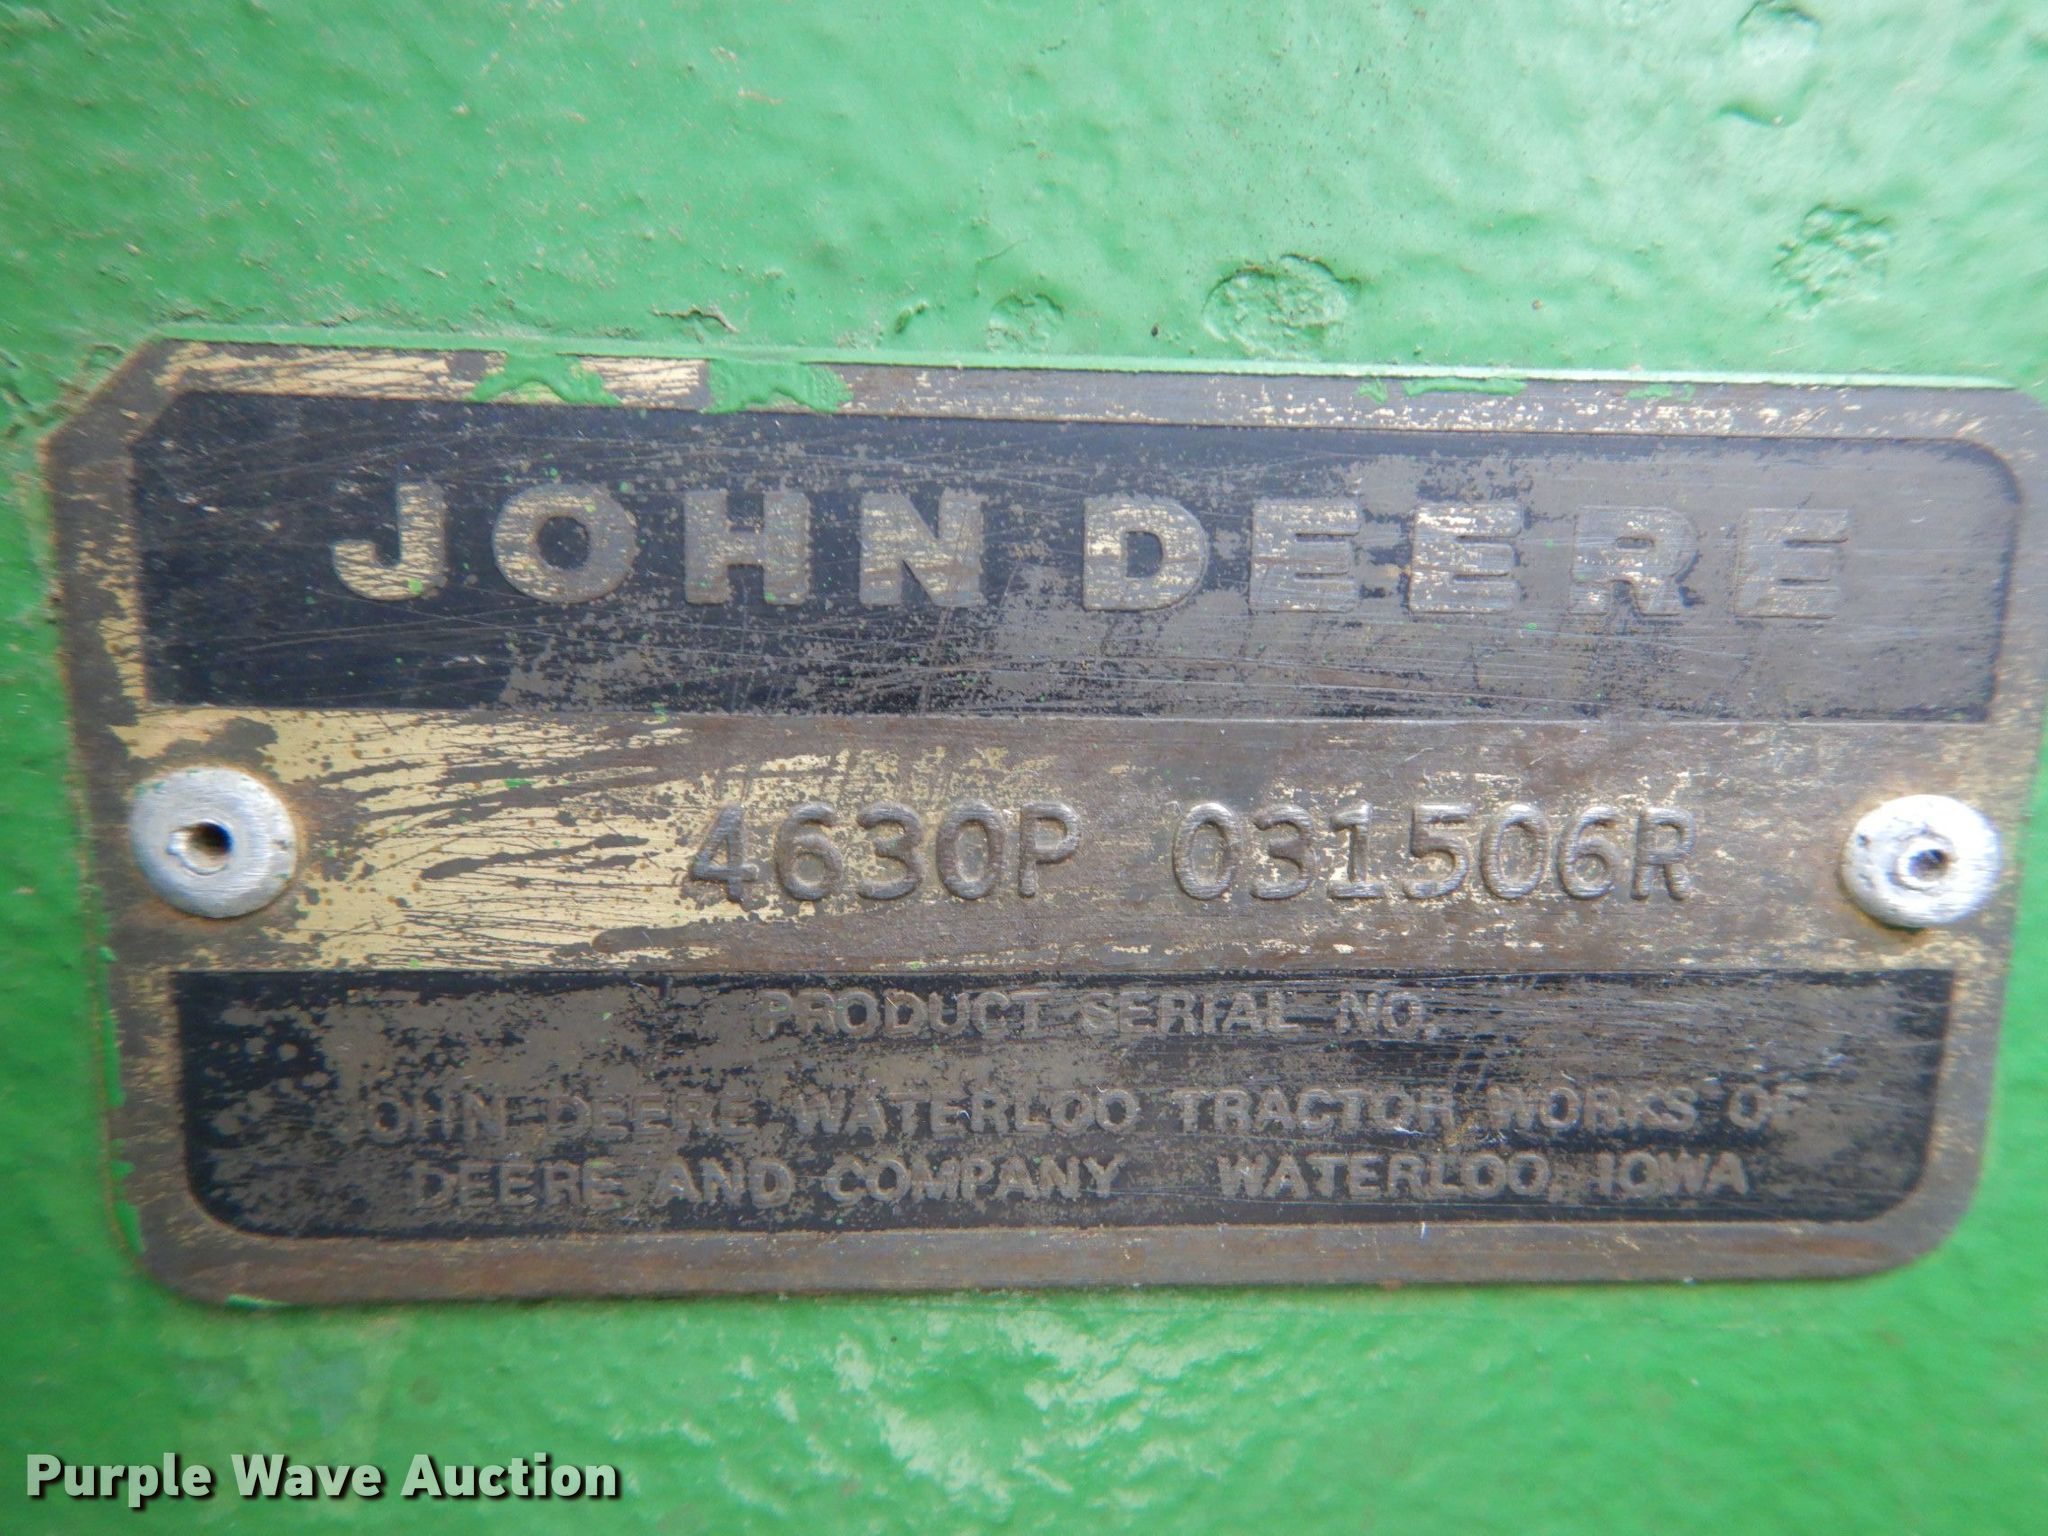 JOHN DEERE
4630P 031506R
PRODUCT SERIAL NO.
JOHN DEERE WATERLOO TRACTOR WORKS OF
DEERE AND COMPANY WATERLOO, IOWA
Purple Wave Auction